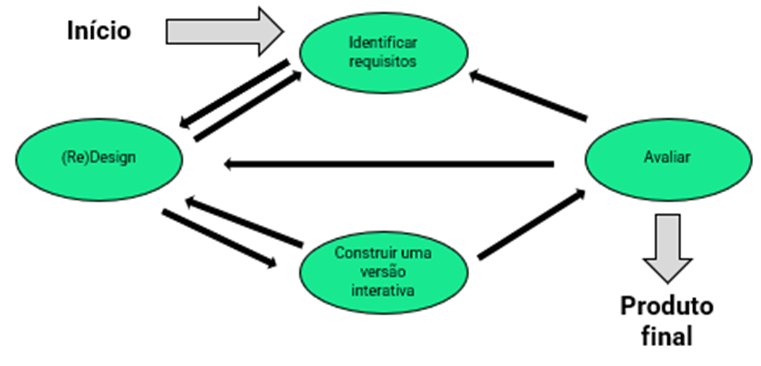 Início
Identificar
requisitos
(Re)Design
Avaliar
Construir uma
versão
interativa
Produto
final